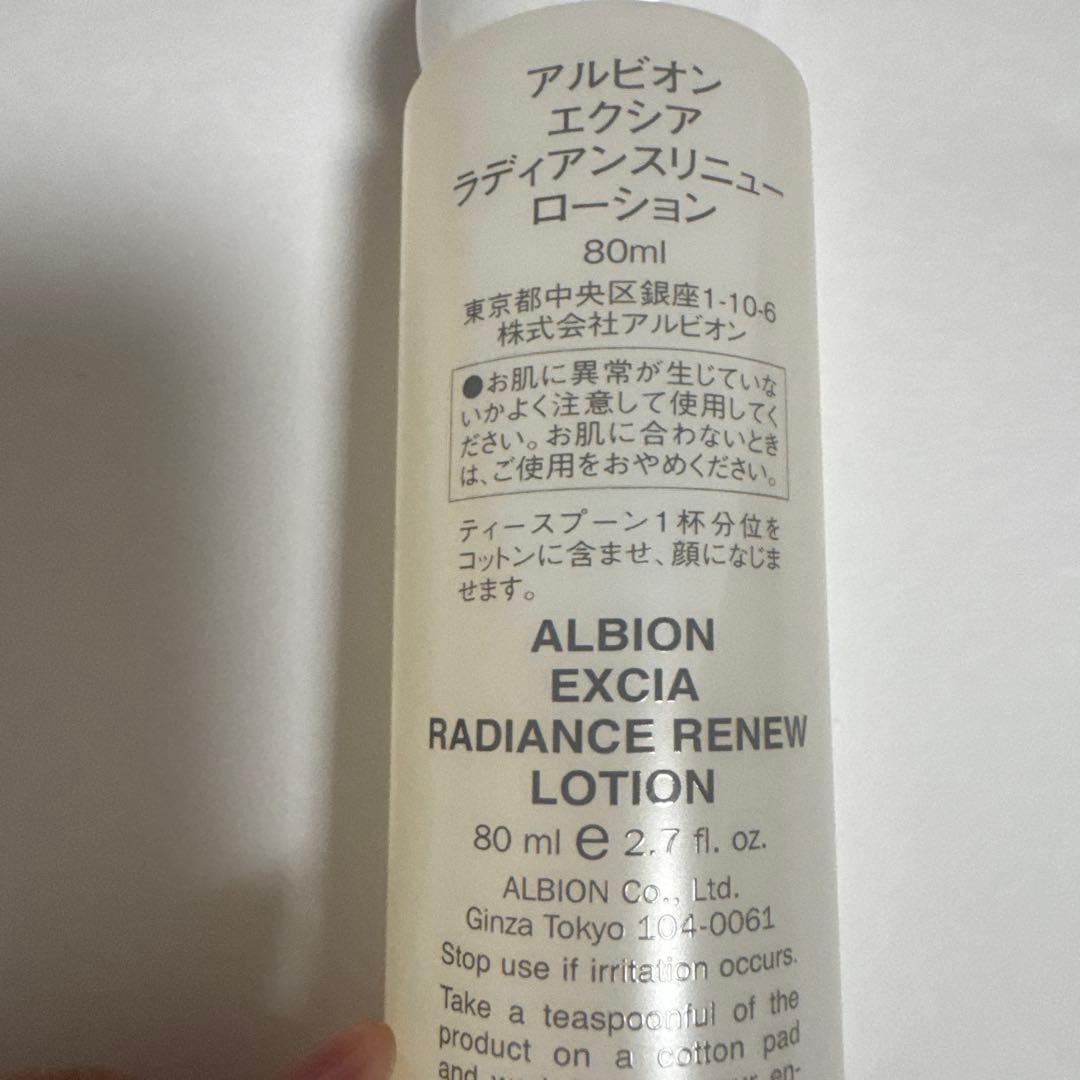 アルビオン
エクシア
ラディアンスリニュー
ローション
80ml
東京都中央区銀座1-10-6
株式会社アルビオン
●お肌に異常が生じていな
いかよく注意して使用してく
ださい。お肌に合わないとき
は、ご使用をおやめください。
ティースプーン1杯分位を
コットンに含ませ、顔になじま
せます。
ALBION
EXCIA
RADIANCE RENEW
LOTION
80 ml e 2.7 fl. oz.
ALBION Co., Ltd.
Ginza Tokyo 104-0061
Stop use if irritation occurs.
Take a teaspoonful of the
product on a cotton pad
and en-